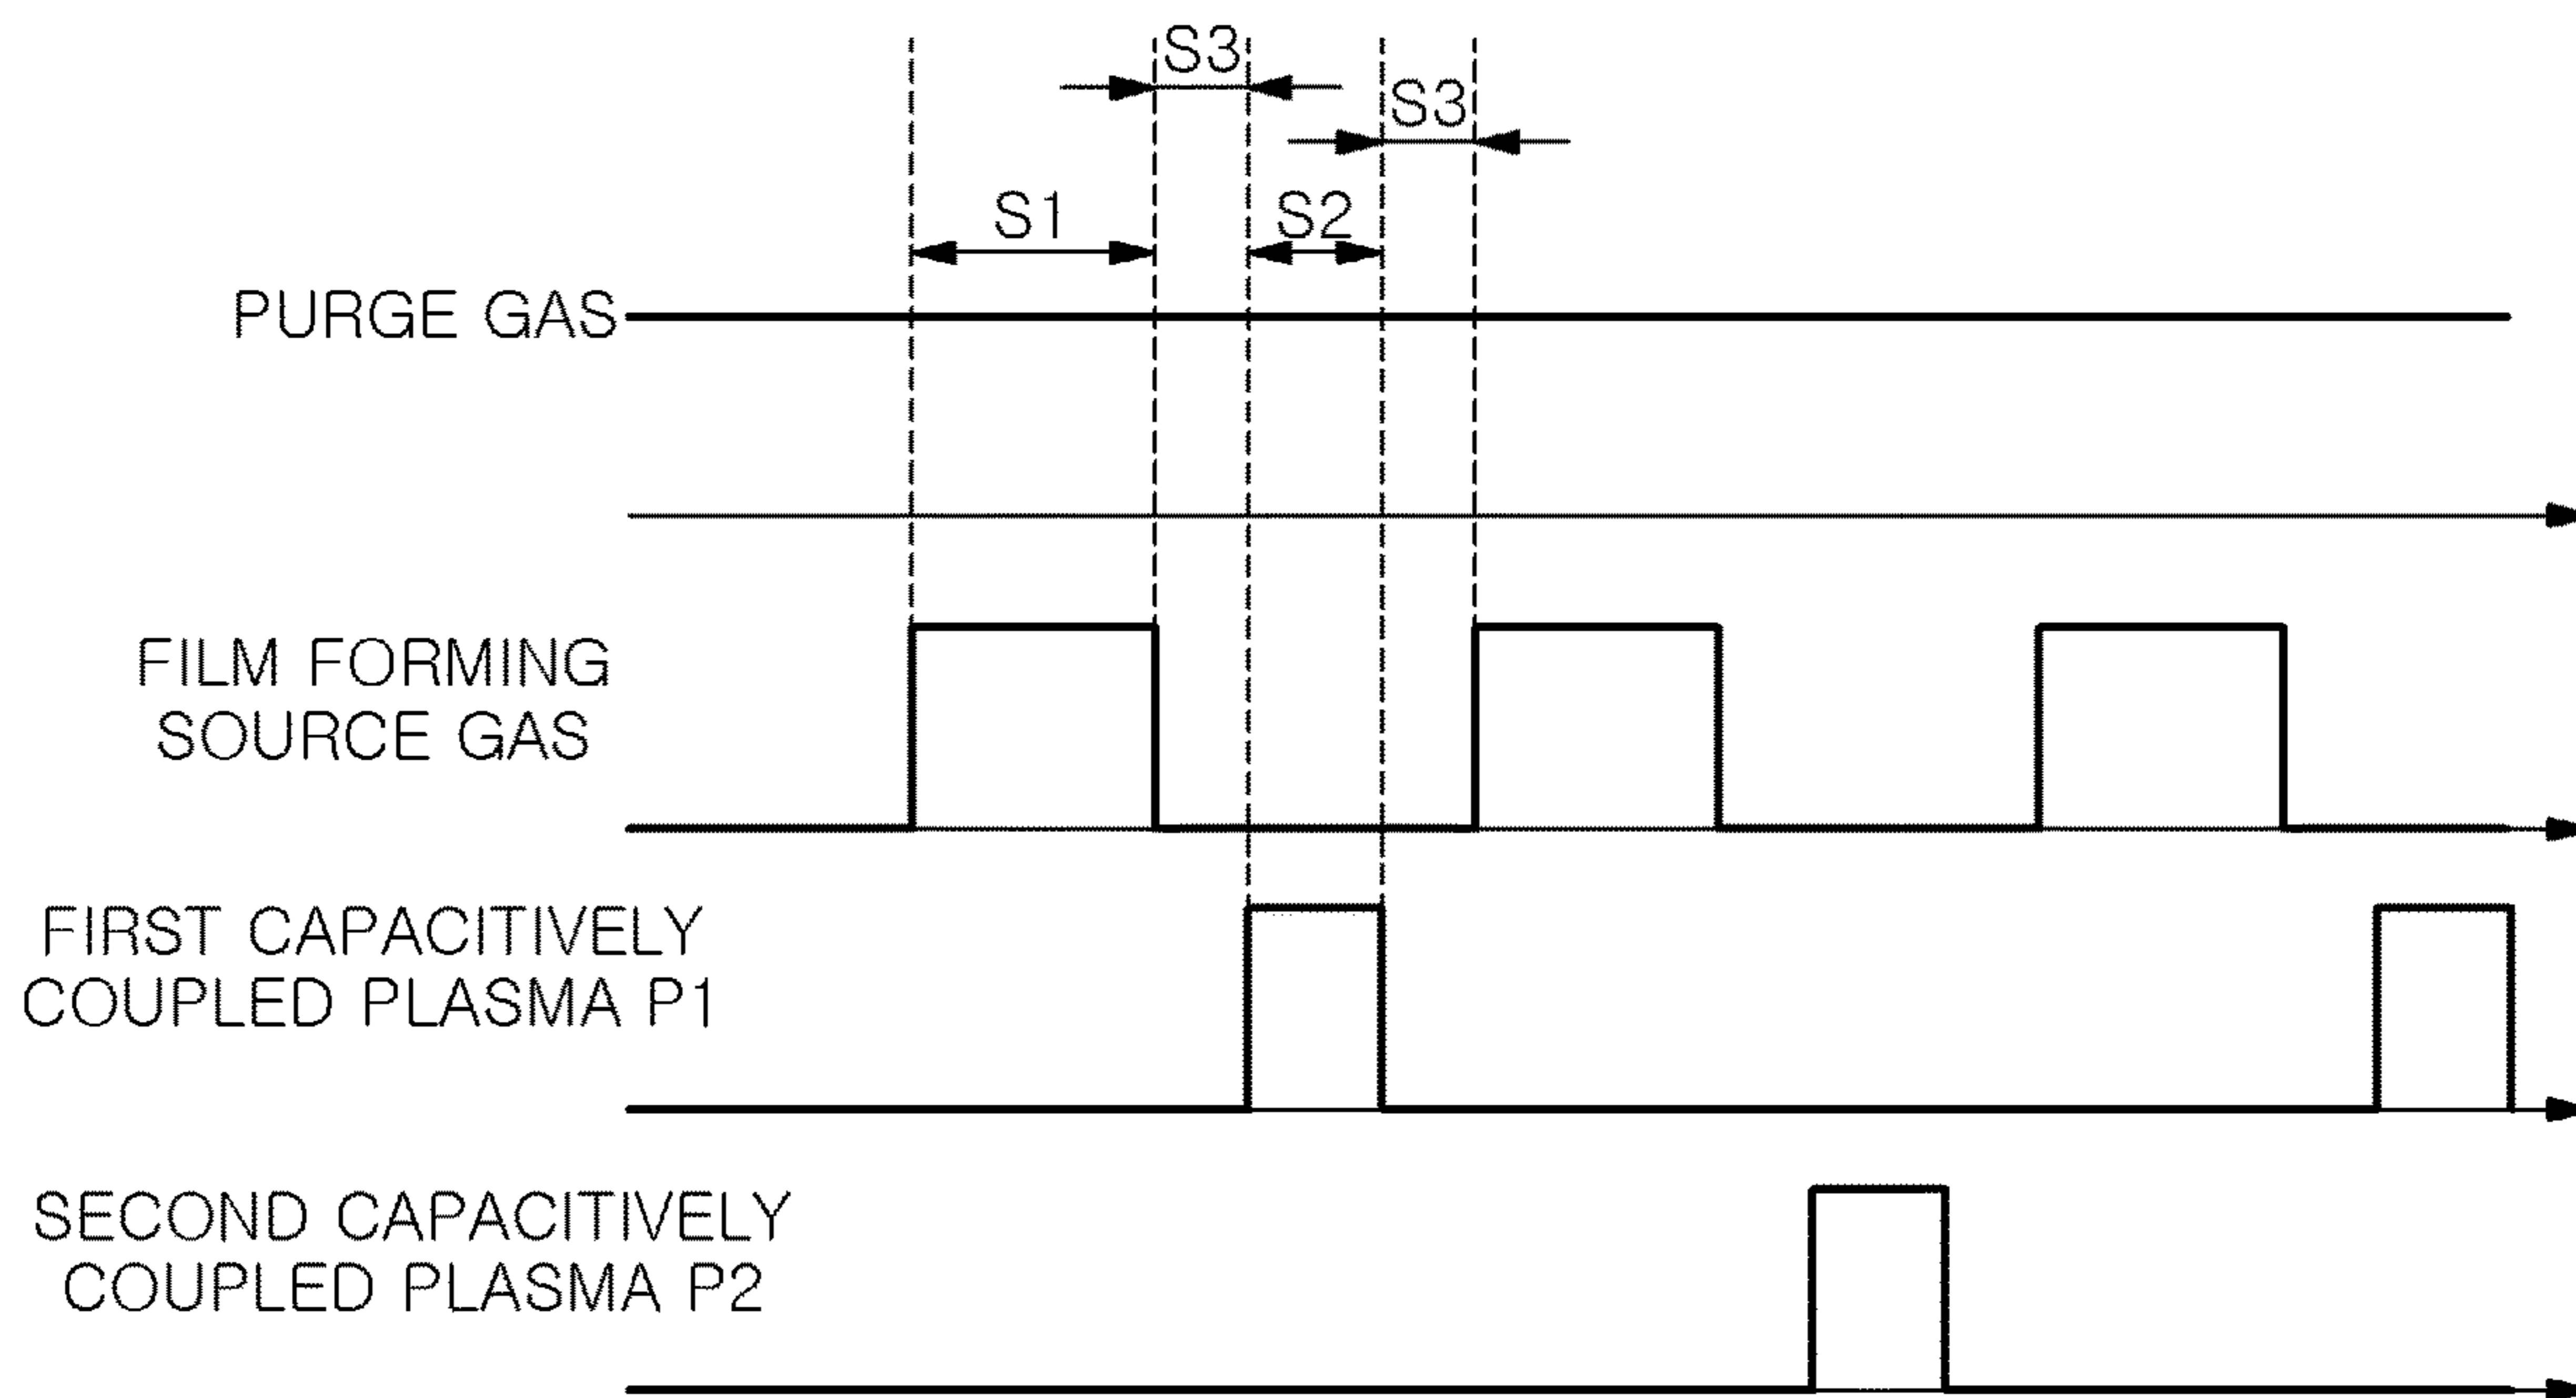 S3
S3
S1
S2
PURGE GAS
FILM FORMING
SOURCE GAS
FIRST CAPACITIVELY
COUPLED PLASMA P1
SECOND CAPACITIVELY
COUPLED PLASMA P2